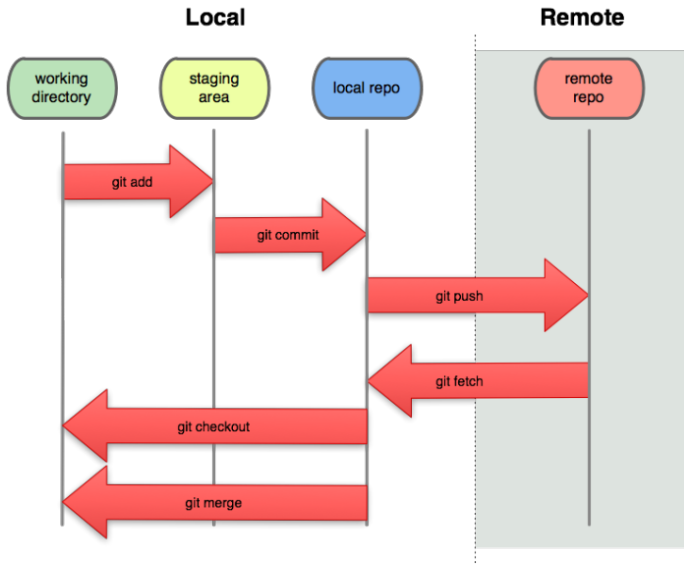 Local
Remote
working
directory
staging
area
local repo
remote
repo
git add
git commit
git push
git fetch
git checkout
git merge